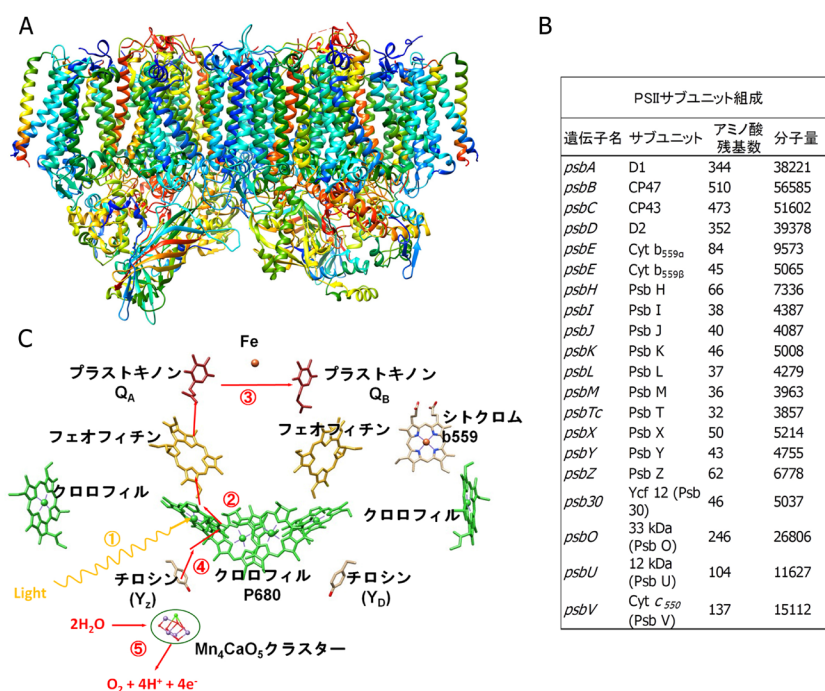 A
B
PSIIサブユニット組成
遺伝子名 サブユニット アミノ酸残基数 分子量
psbA D1 344 38221
psbB CP47 510 56585
psbC CP43 473 51602
psbD D2 352 39378
psbE Cyt b559α 84 9573
psbE Cyt b559β 45 5065
psbH Psb H 66 7336
psbI Psb I 38 4387
psbJ Psb J 40 4087
psbK Psb K 46 5008
psbL Psb L 37 4279
psbM Psb M 36 3963
psbTc Psb T 32 3857
psbX Psb X 50 5214
psbY Psb Y 43 4755
psbZ Psb Z 62 6778
psb30 Ycf 12 (Psb 30) 46 5037
psbO 33 kDa (Psb O) 246 26806
psbU 12 kDa (Psb U) 104 11627
psbV Cyt c550 (Psb V) 137 15112
C
Fe
プラストキノン
QA
③
プラストキノン
QB
フェオフィチン
フェオフィチン
シトクロム
b559
クロロフィル
②
クロロフィル
①
④
Light
チロシン
(YZ)
クロロフィル
P680
チロシン
(YD)
2H2O
⑤
Mn4CaO5クラスター
O2 + 4H+ + 4e-